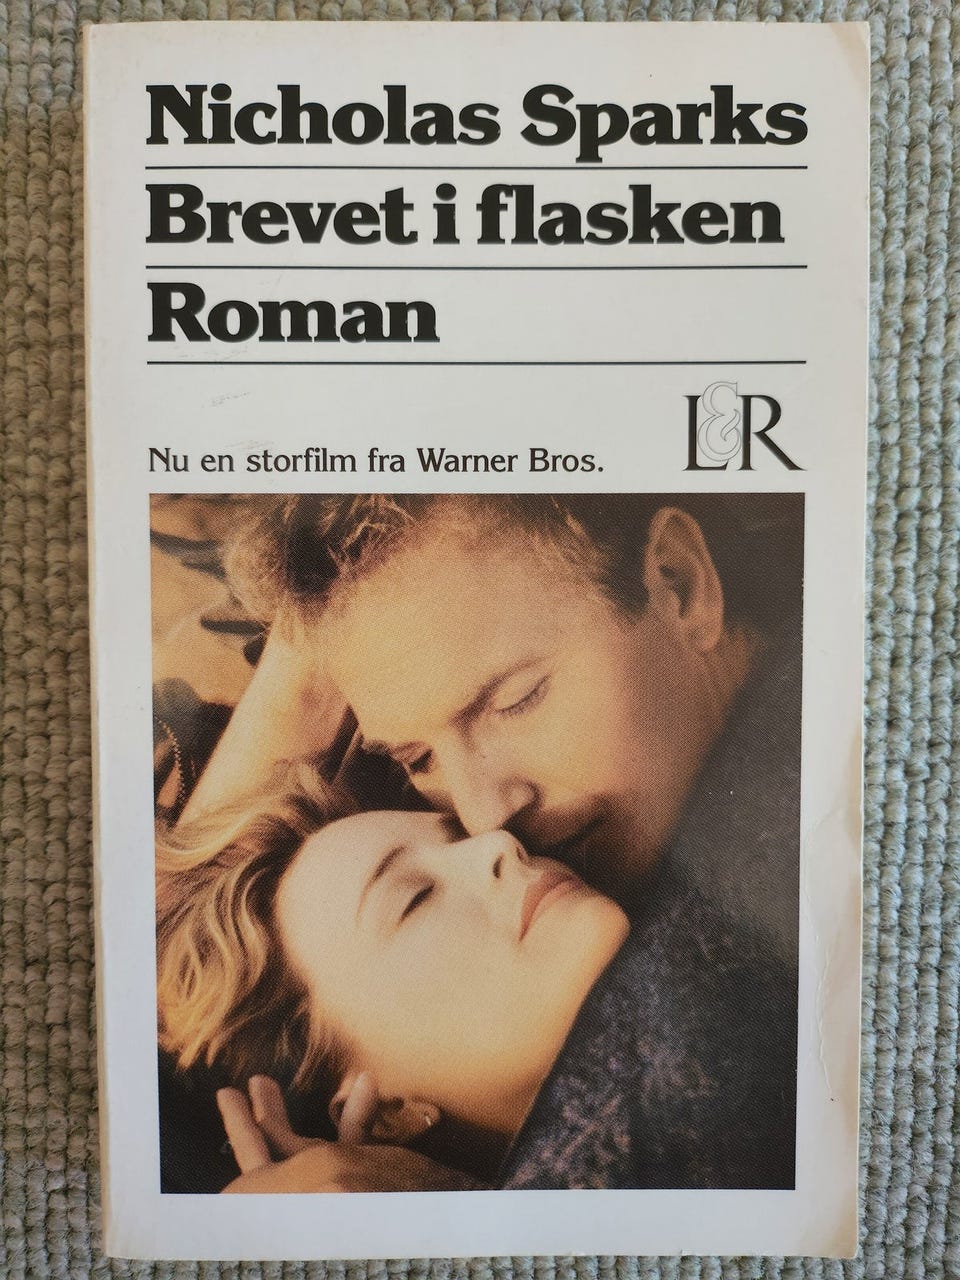 Nicholas Sparks
Brevet i flasken
Roman
L&R
Nu en storfilm fra Warner Bros.